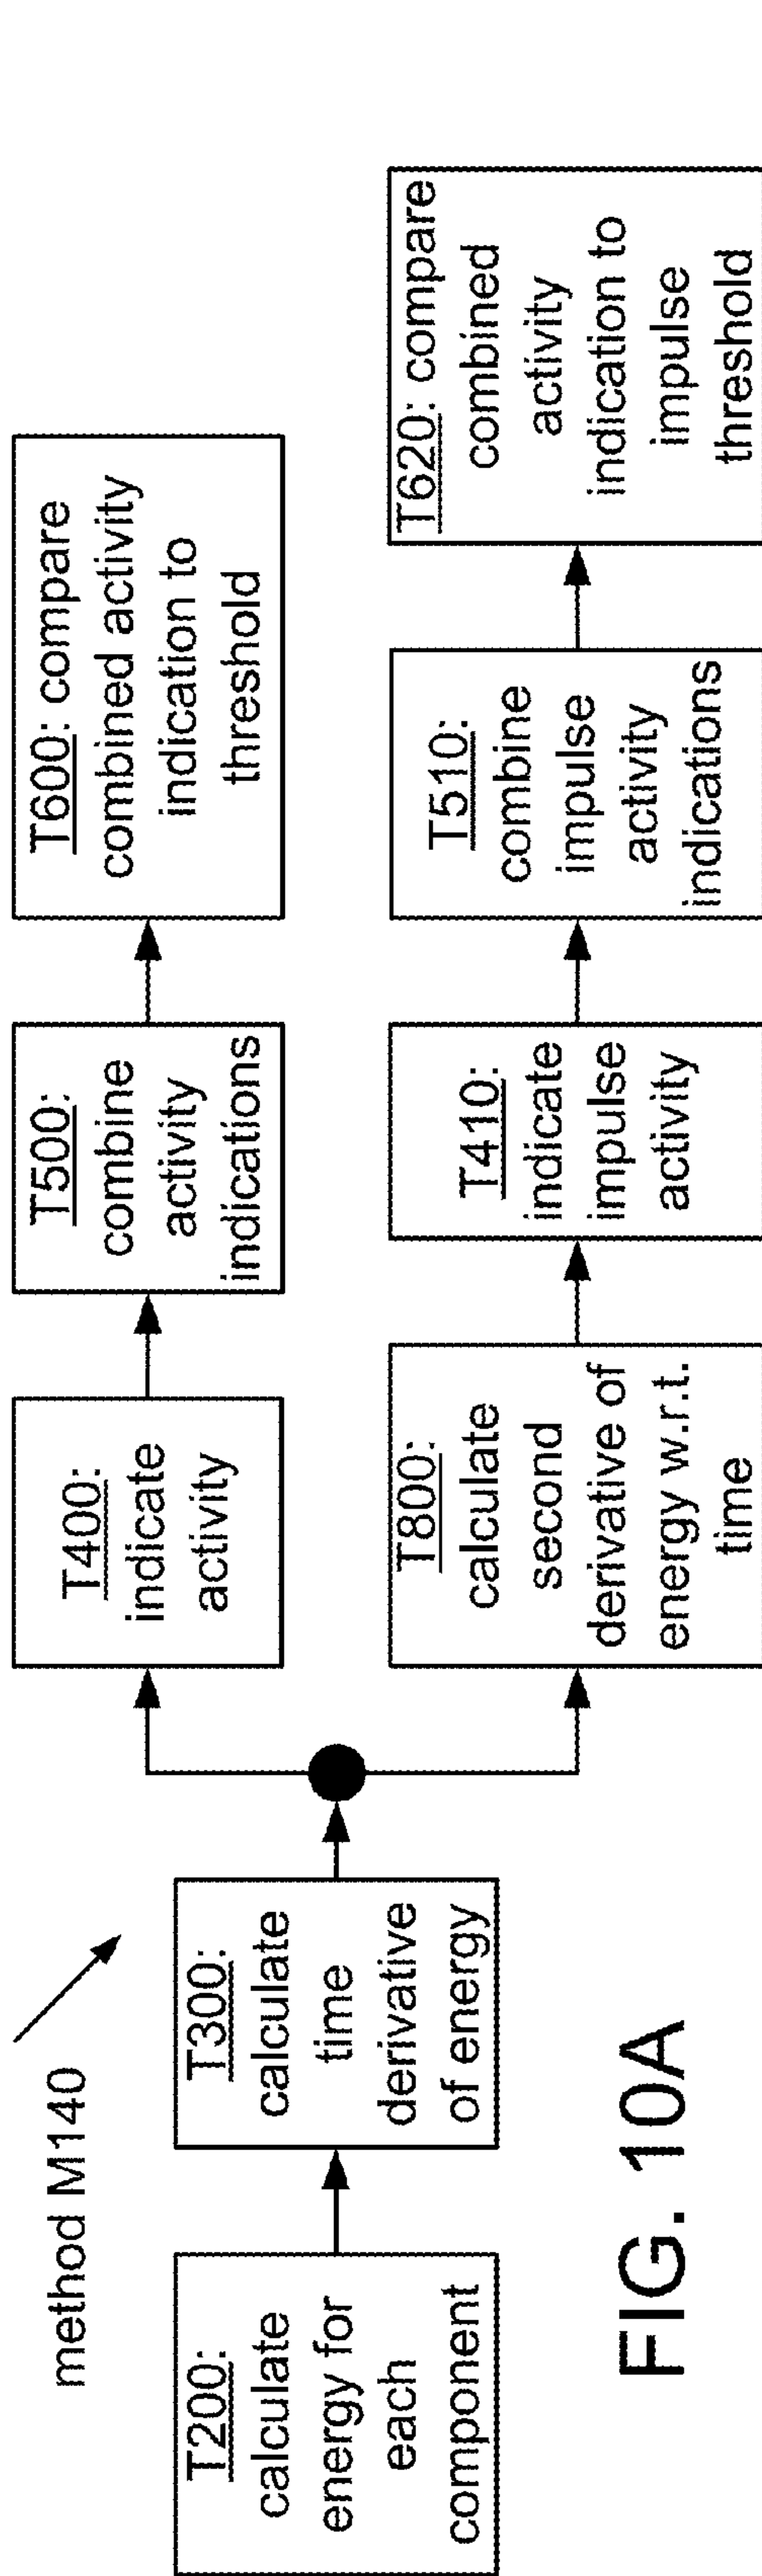 method M140
T200:
calculate
energy for
each
component
T300:
calculate
time
derivative
of energy
T400:
indicate
activity
T500:
combine
activity
indications
T600: compare
combined activity
indication to
threshold
T800:
calculate
second
derivative of
energy w.r.t.
time
T410:
indicate
impulse
activity
T510:
combine
impulse
activity
indications
T620: compare
combined
activity
indication to
impulse
threshold
FIG. 10A